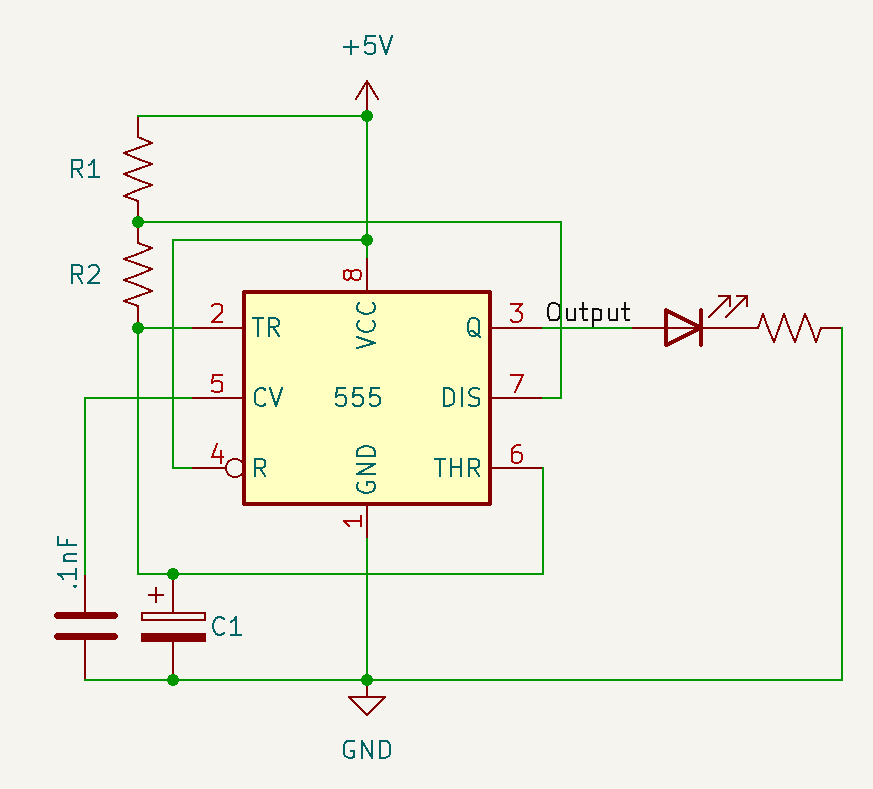 +5V
R1
R2
8
2
TR
VCC
Q
3
Output
5
CV
555
DIS
7
4
R
GND
THR
6
1
.1nF
+
C1
GND